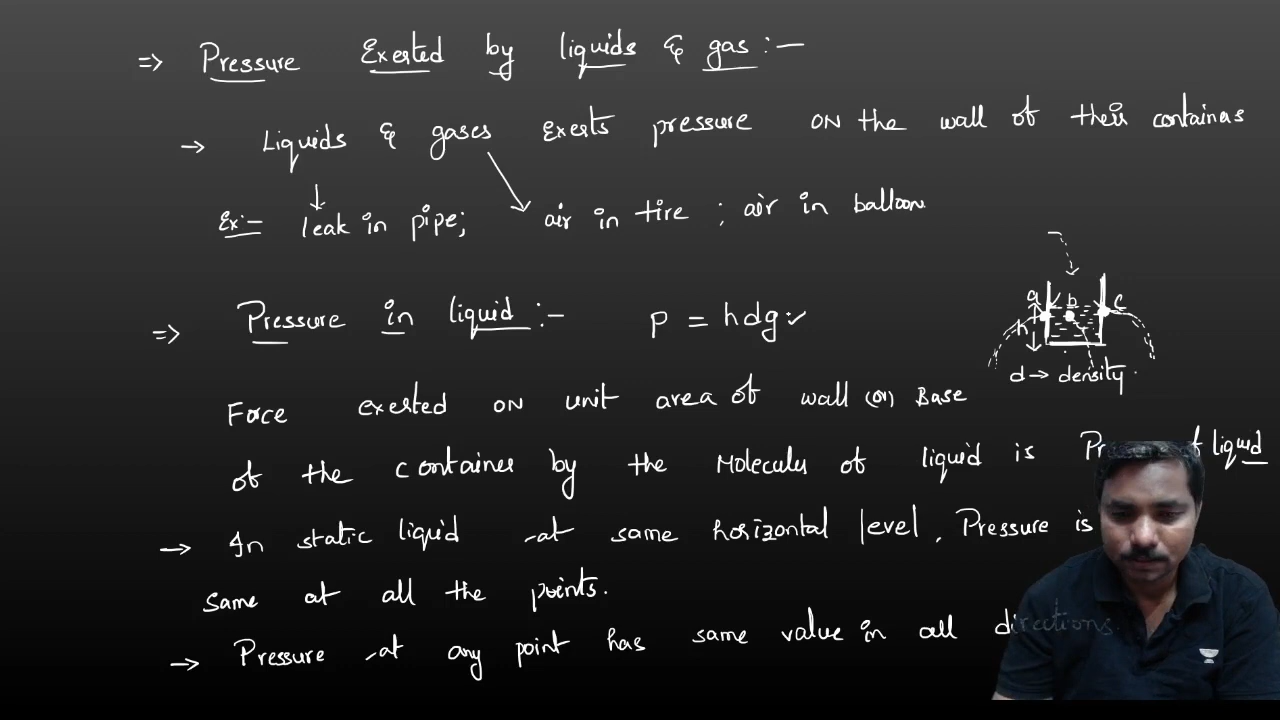 ⇒ Pressure Exerted by liquids & gas :-
→ Liquids & gases exerts pressure ON the wall of their containers
Ex:- leak in pipe; air in tire ; air in balloon
⇒ Pressure in liquid :- P = hdg
a b c
h
d → density
Force exerted ON unit area of wall (or) Base
of the container by the Molecules of liquid is of liquid
→ In static liquid at same horizontal level, Pressure is
same at all the points.
→ Pressure at any point has same value in all directions.